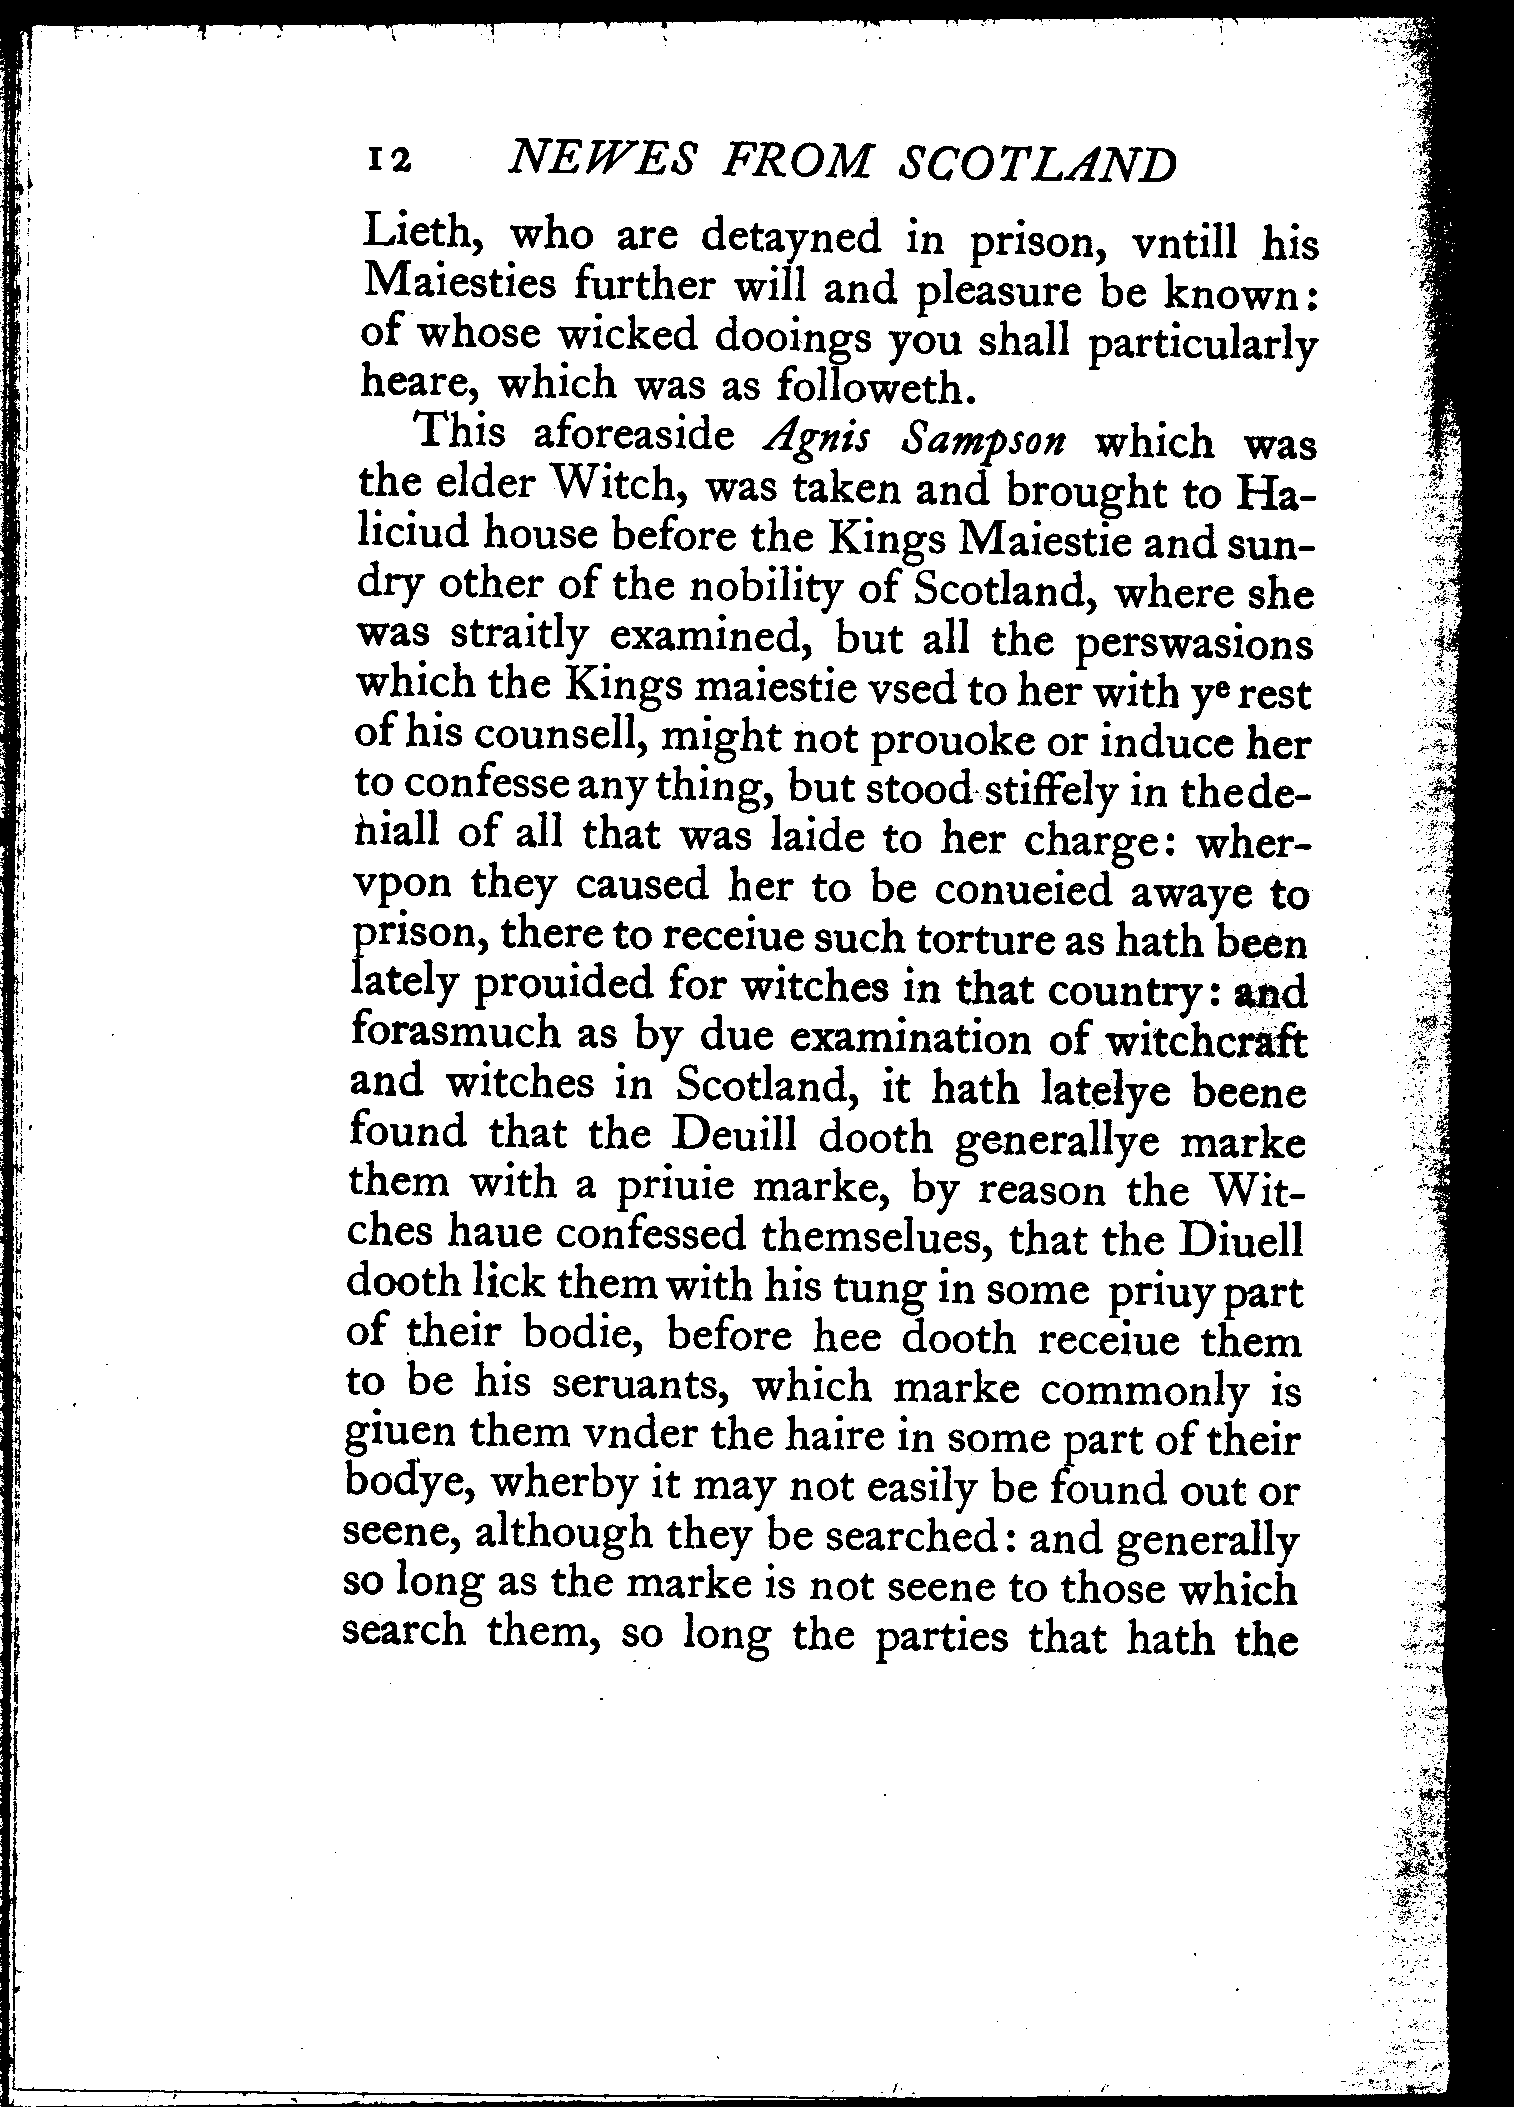 12 NEWES FROM SCOTLAND
Lieth, who are detayned in prison, vntill his
Maiesties further will and pleasure be known:
of whose wicked dooings you shall particularly
heare, which was as followeth.
This aforeaside Agnis Sampson which was
the elder Witch, was taken and brought to Ha-
liciud house before the Kings Maiestie and sun-
dry other of the nobility of Scotland, where she
was straitly examined, but all the perswasions
which the Kings maiestie vsed to her with yᵉ rest
of his counsell, might not prouoke or induce her
to confesse any thing, but stood stiffely in the de-
niall of all that was laide to her charge: wher-
vpon they caused her to be conueied awaye to
prison, there to receiue such torture as hath been
lately prouided for witches in that country: and
forasmuch as by due examination of witchcraft
and witches in Scotland, it hath latelye beene
found that the Deuill dooth generallye marke
them with a priuie marke, by reason the Wit-
ches haue confessed themselues, that the Diuell
dooth lick them with his tung in some priuy part
of their bodie, before hee dooth receiue them
to be his seruants, which marke commonly is
giuen them vnder the haire in some part of their
bodye, wherby it may not easily be found out or
seene, although they be searched: and generally
so long as the marke is not seene to those which
search them, so long the parties that hath the